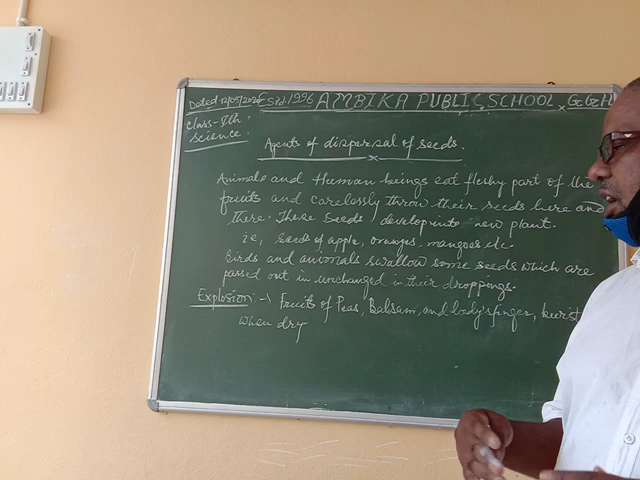 Dated 12/05/2020 Estd. 1996 AMBIKA PUBLIC SCHOOL
Class-Vth
Science
Agents of dispersal of seeds.
Animals and Human beings eat fleshy part of the
fruits and carelessly throw their seeds here and
there. These seeds develop into new plant.
ie, seeds of apple, oranges, mangoes etc.
Birds and animals swallow some seeds which are
passed out in unchanged in their droppings.
Explosion → Fruits of Peas, Balsam, and lady's finger, burst
when dry